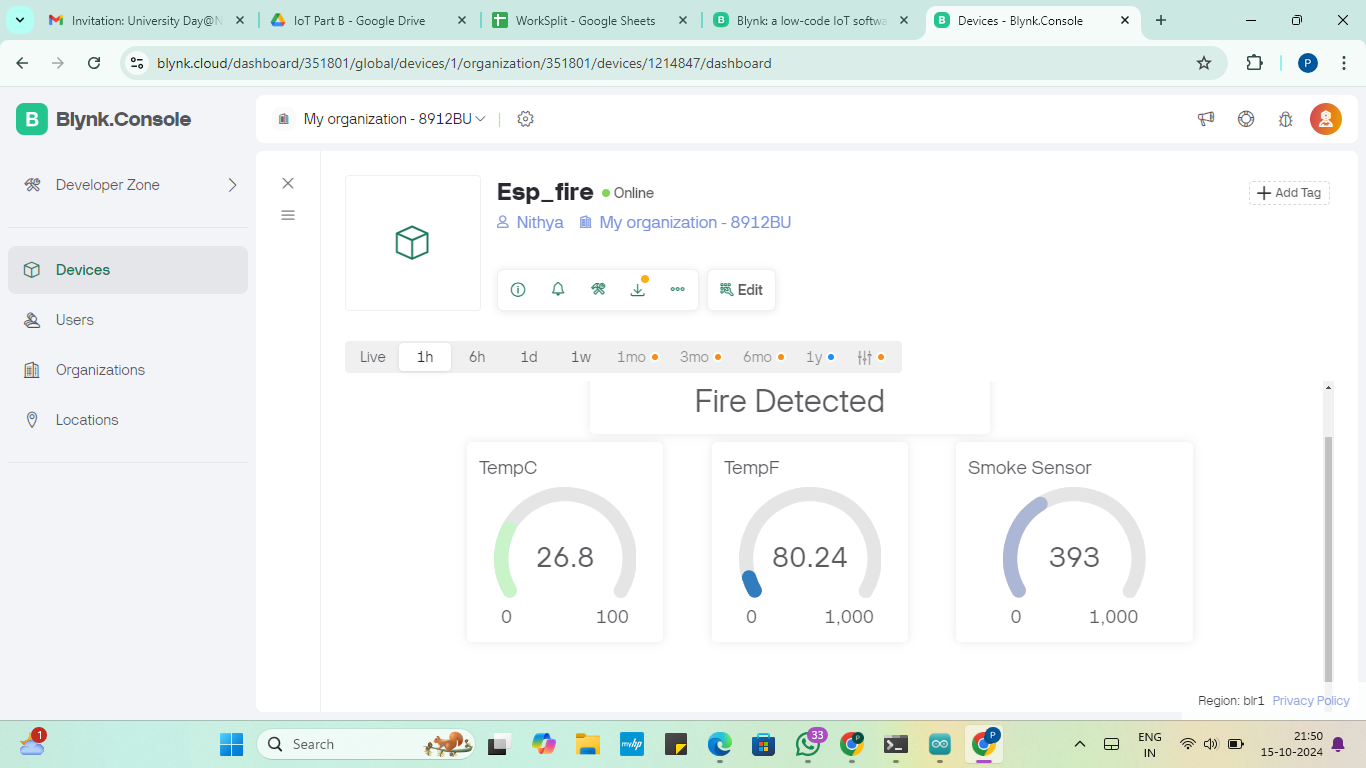 Invitation: University Day@N
IoT Part B - Google Drive
WorkSplit - Google Sheets
Blynk: a low-code IoT softwa
Devices - Blynk.Console
blynk.cloud/dashboard/351801/global/devices/1/organization/351801/devices/1214847/dashboard
P
B
Blynk.Console
My organization - 8912BU
Developer Zone
Devices
Users
Organizations
Locations
Esp_fire
Online
Add Tag
Nithya
My organization - 8912BU
Edit
Live
1h
6h
1d
1w
1mo
3mo
6mo
1y
Fire Detected
TempC
26.8
0
100
TempF
80.24
0
1,000
Smoke Sensor
393
0
1,000
Region: blr1
Privacy Policy
1
Search
myhp
33
P
P
ENG
IN
21:50
15-10-2024